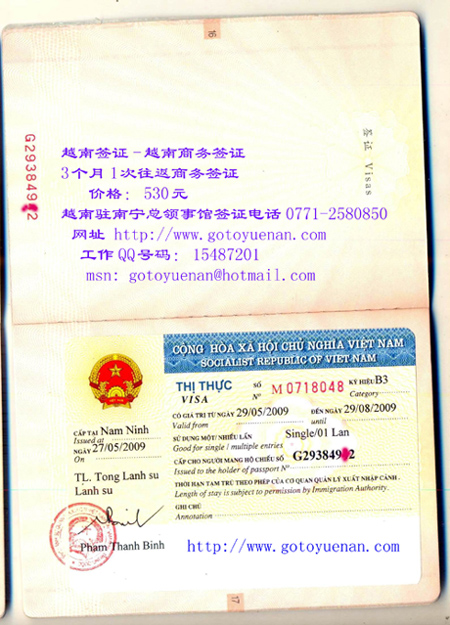 16
签证 Visas
G29384992
越南签证-越南商务签证
3个月1次往返商务签证
价格: 530元
越南驻南宁总领事馆签证电话 0771-2580850
网址 http://www.gotoyuenan.com
工作QQ号码: 15487201
msn: gotoyuenan@hotmail.com
CỘNG HÒA XÃ HỘI CHỦ NGHĨA VIỆT NAM
SOCIALIST REPUBLIC OF VIET-NAM
THỊ THỰC SỐ M 0718048 KÝ HIỆU B3
VISA Nº Category
CÓ GIÁ TRỊ TỪ NGÀY 29/05/2009 ĐẾN NGÀY 29/08/2009
Valid from until
CẤP TẠI Nam Ninh
Issued at
NGÀY 27/05/2009
On
SỬ DỤNG MỘT/ NHIỀU LẦN Single/01 Lan
Good for single / multiple entries
CẤP CHO NGƯỜI MANG HỘ CHIẾU SỐ G29384992
Issued to the holder of passport Nº
TL. Tong Lanh su
Lanh su
THỜI HẠN TẠM TRÚ THEO PHÉP CỦA CƠ QUAN QUẢN LÝ XUẤT NHẬP CẢNH .
Length of stay is subject to permission by Immigration Authority.
GHI CHÚ
Annotation
Pham Thanh Binh
http://www.gotoyuenan.com
17